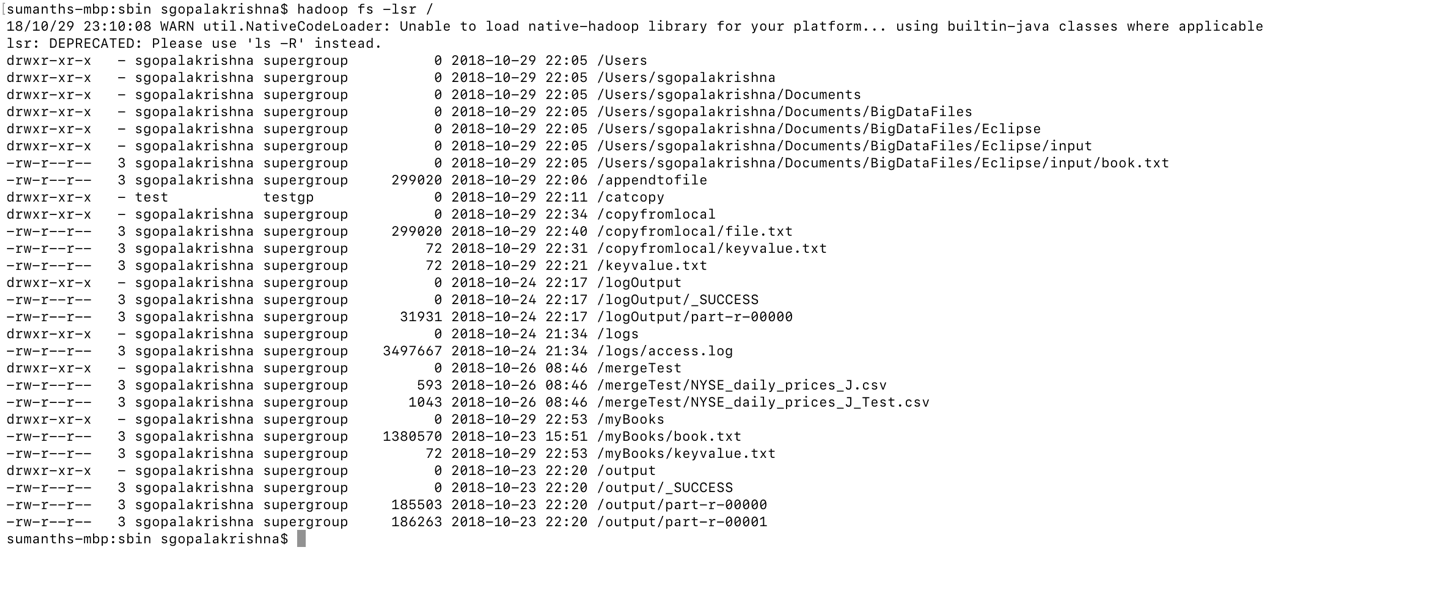 [sumanths-mbp:sbin sgopalakrishna$ hadoop fs -lsr /
18/10/29 23:10:08 WARN util.NativeCodeLoader: Unable to load native-hadoop library for your platform... using builtin-java classes where applicable
lsr: DEPRECATED: Please use 'ls -R' instead.
drwxr-xr-x   - sgopalakrishna supergroup          0 2018-10-29 22:05 /Users
drwxr-xr-x   - sgopalakrishna supergroup          0 2018-10-29 22:05 /Users/sgopalakrishna
drwxr-xr-x   - sgopalakrishna supergroup          0 2018-10-29 22:05 /Users/sgopalakrishna/Documents
drwxr-xr-x   - sgopalakrishna supergroup          0 2018-10-29 22:05 /Users/sgopalakrishna/Documents/BigDataFiles
drwxr-xr-x   - sgopalakrishna supergroup          0 2018-10-29 22:05 /Users/sgopalakrishna/Documents/BigDataFiles/Eclipse
drwxr-xr-x   - sgopalakrishna supergroup          0 2018-10-29 22:05 /Users/sgopalakrishna/Documents/BigDataFiles/Eclipse/input
-rw-r--r--   3 sgopalakrishna supergroup          0 2018-10-29 22:05 /Users/sgopalakrishna/Documents/BigDataFiles/Eclipse/input/book.txt
-rw-r--r--   3 sgopalakrishna supergroup     299020 2018-10-29 22:06 /appendtofile
drwxr-xr-x   - test           testgp              0 2018-10-29 22:11 /catcopy
drwxr-xr-x   - sgopalakrishna supergroup          0 2018-10-29 22:34 /copyfromlocal
-rw-r--r--   3 sgopalakrishna supergroup     299020 2018-10-29 22:40 /copyfromlocal/file.txt
-rw-r--r--   3 sgopalakrishna supergroup         72 2018-10-29 22:31 /copyfromlocal/keyvalue.txt
-rw-r--r--   3 sgopalakrishna supergroup         72 2018-10-29 22:21 /keyvalue.txt
drwxr-xr-x   - sgopalakrishna supergroup          0 2018-10-24 22:17 /logOutput
-rw-r--r--   3 sgopalakrishna supergroup          0 2018-10-24 22:17 /logOutput/_SUCCESS
-rw-r--r--   3 sgopalakrishna supergroup      31931 2018-10-24 22:17 /logOutput/part-r-00000
drwxr-xr-x   - sgopalakrishna supergroup          0 2018-10-24 21:34 /logs
-rw-r--r--   3 sgopalakrishna supergroup    3497667 2018-10-24 21:34 /logs/access.log
drwxr-xr-x   - sgopalakrishna supergroup          0 2018-10-26 08:46 /mergeTest
-rw-r--r--   3 sgopalakrishna supergroup        593 2018-10-26 08:46 /mergeTest/NYSE_daily_prices_J.csv
-rw-r--r--   3 sgopalakrishna supergroup       1043 2018-10-26 08:46 /mergeTest/NYSE_daily_prices_J_Test.csv
drwxr-xr-x   - sgopalakrishna supergroup          0 2018-10-29 22:53 /myBooks
-rw-r--r--   3 sgopalakrishna supergroup    1380570 2018-10-23 15:51 /myBooks/book.txt
-rw-r--r--   3 sgopalakrishna supergroup         72 2018-10-29 22:53 /myBooks/keyvalue.txt
drwxr-xr-x   - sgopalakrishna supergroup          0 2018-10-23 22:20 /output
-rw-r--r--   3 sgopalakrishna supergroup          0 2018-10-23 22:20 /output/_SUCCESS
-rw-r--r--   3 sgopalakrishna supergroup     185503 2018-10-23 22:20 /output/part-r-00000
-rw-r--r--   3 sgopalakrishna supergroup     186263 2018-10-23 22:20 /output/part-r-00001
sumanths-mbp:sbin sgopalakrishna$